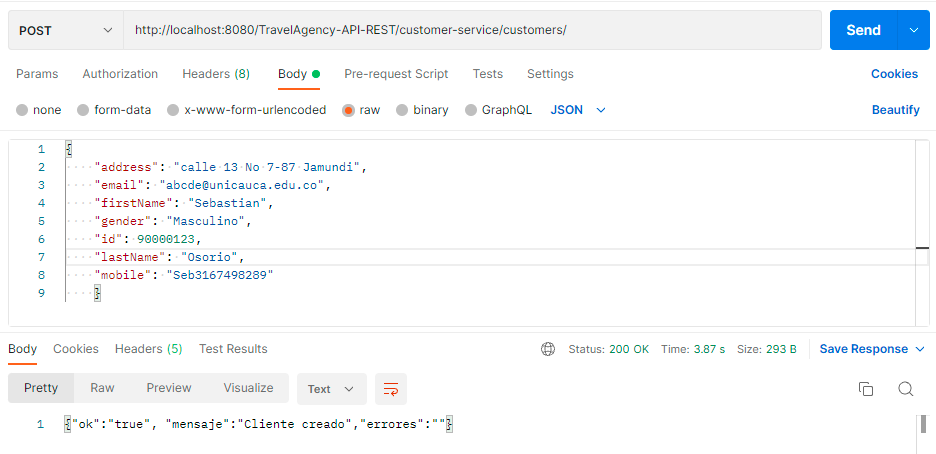 POST http://localhost:8080/TravelAgency-API-REST/customer-service/customers/ Send
Params Authorization Headers (8) Body Pre-request Script Tests Settings Cookies
none form-data x-www-form-urlencoded raw binary GraphQL JSON Beautify
1 {
2 "address": "calle 13 No 7-87 Jamundi",
3 "email": "abcde@unicauca.edu.co",
4 "firstName": "Sebastian",
5 "gender": "Masculino",
6 "id": 90000123,
7 "lastName": "Osorio",
8 "mobile": "Seb3167498289"
9 }
Body Cookies Headers (5) Test Results Status: 200 OK Time: 3.87 s Size: 293 B Save Response
Pretty Raw Preview Visualize Text
1 {"ok":"true", "mensaje":"Cliente creado","errores":""}